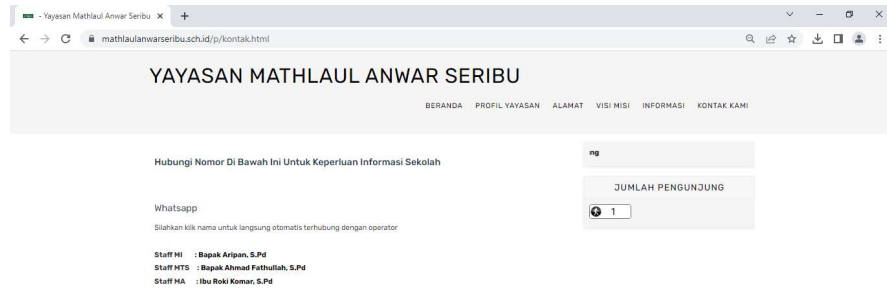 - Yayasan Mathlaul Anwar Seribu
mathlaulanwarseribu.sch.id/p/kontak.html
YAYASAN MATHLAUL ANWAR SERIBU
BERANDA PROFIL YAYASAN ALAMAT VISI MISI INFORMASI KONTAK KAMI
Hubungi Nomor Di Bawah Ini Untuk Keperluan Informasi Sekolah
ng
JUMLAH PENGUNJUNG
1
Whatsapp
Silahkan klik nama untuk langsung otomatis terhubung dengan operator
Staff MI : Bapak Aripan, S.Pd
Staff MTS : Bapak Ahmad Fathullah, S.Pd
Staff MA : Ibu Roki Komar, S.Pd